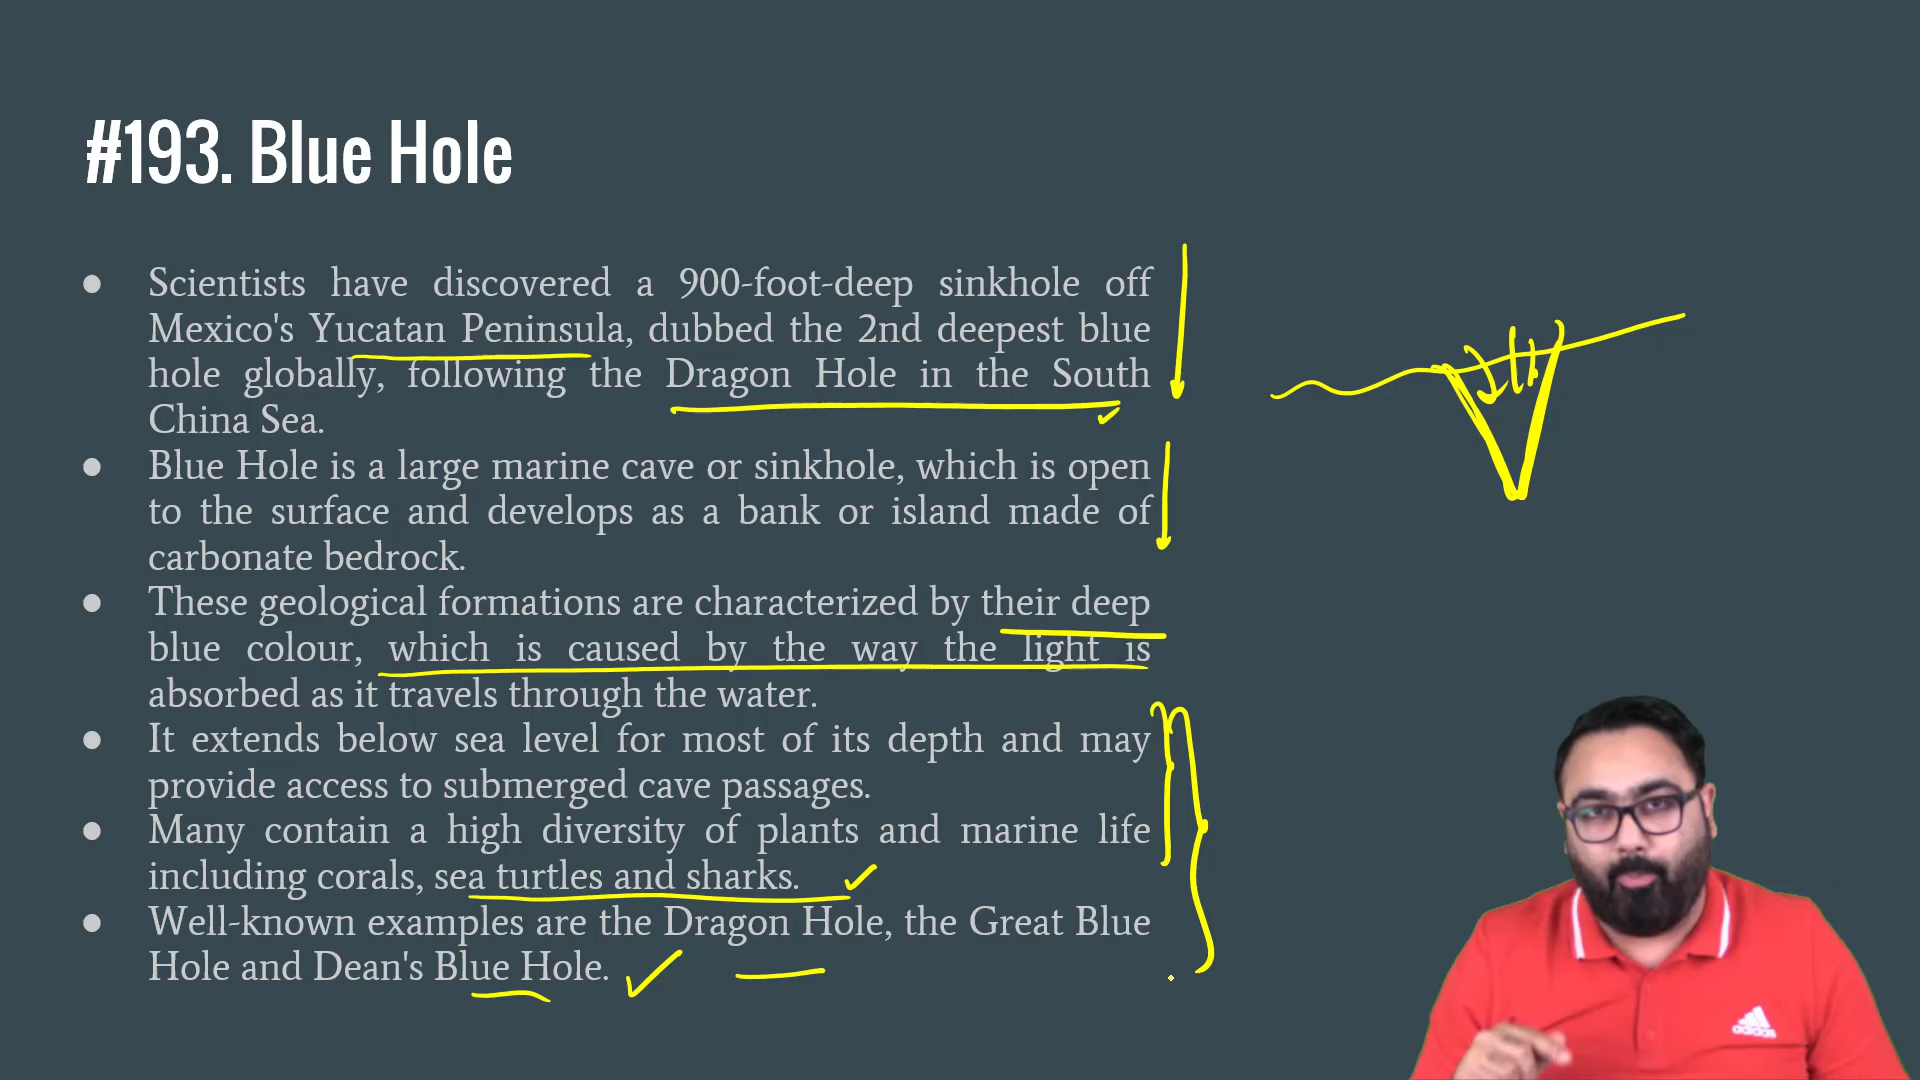 #193. Blue Hole
● Scientists have discovered a 900-foot-deep sinkhole off
Mexico's Yucatan Peninsula, dubbed the 2nd deepest blue
hole globally, following the Dragon Hole in the South
China Sea.
● Blue Hole is a large marine cave or sinkhole, which is open
to the surface and develops as a bank or island made of
carbonate bedrock.
● These geological formations are characterized by their deep
blue colour, which is caused by the way the light is
absorbed as it travels through the water.
● It extends below sea level for most of its depth and may
provide access to submerged cave passages.
● Many contain a high diversity of plants and marine life
including corals, sea turtles and sharks.
● Well-known examples are the Dragon Hole, the Great Blue
Hole and Dean's Blue Hole.
adidas